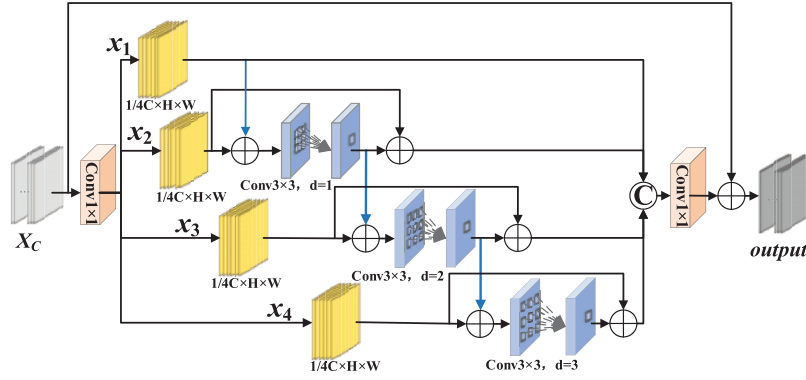 x1
1/4C×H×W
x2
1/4C×H×W
Conv3×3, d=1
Conv1×1
XC
x3
1/4C×H×W
Conv3×3, d=2
x4
1/4C×H×W
Conv3×3, d=3
C
Conv1×1
output